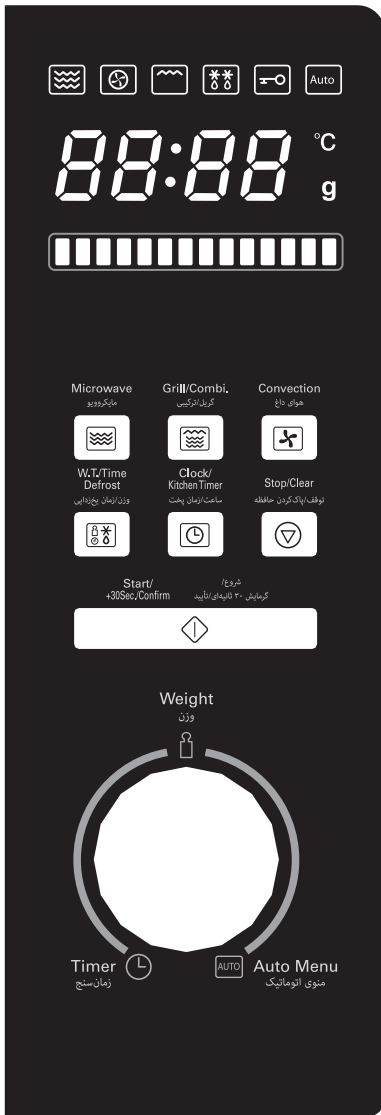 Auto
88:88
°C
g
Microwave
مایکروویو
Grill/Combi.
گریل/ترکیبی
Convection
هوای داغ
W.T./Time
Defrost
وزن/زمان یخ‌زدایی
Clock/
Kitchen Timer
ساعت/زمان پخت
Stop/Clear
توقف/پاک‌کردن حافظه
Start/
+30Sec./Confirm
شروع/
گرمایش ۳۰ ثانیه‌ای/تأیید
Weight
وزن
Timer
زمان‌سنج
AUTO
Auto Menu
منوی اتوماتیک